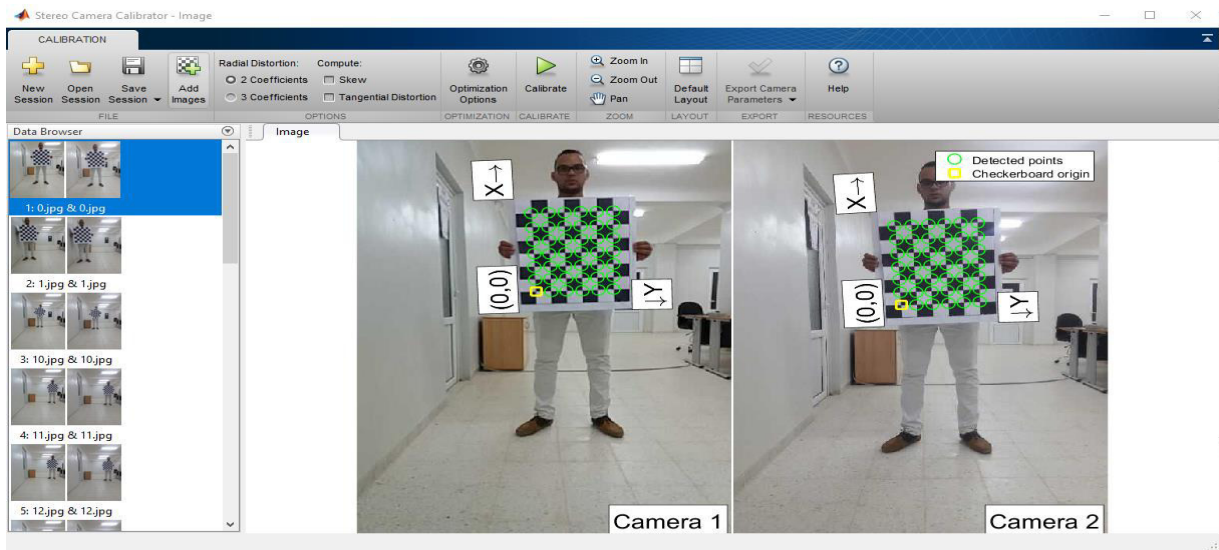 Stereo Camera Calibrator - Image
CALIBRATION
New Session
Open Session
Save Session
Add Images
FILE
Radial Distortion:
2 Coefficients
3 Coefficients
Compute:
Skew
Tangential Distortion
OPTIONS
Optimization Options
OPTIMIZATION
Calibrate
CALIBRATE
Zoom In
Zoom Out
Pan
ZOOM
Default Layout
LAYOUT
Export Camera Parameters
EXPORT
Help
RESOURCES
Data Browser
Image
1: 0.jpg & 0.jpg
2: 1.jpg & 1.jpg
3: 10.jpg & 10.jpg
4: 11.jpg & 11.jpg
5: 12.jpg & 12.jpg
X→
(0,0)
Y→
Camera 1
Detected points
Checkerboard origin
X→
(0,0)
Y→
Camera 2